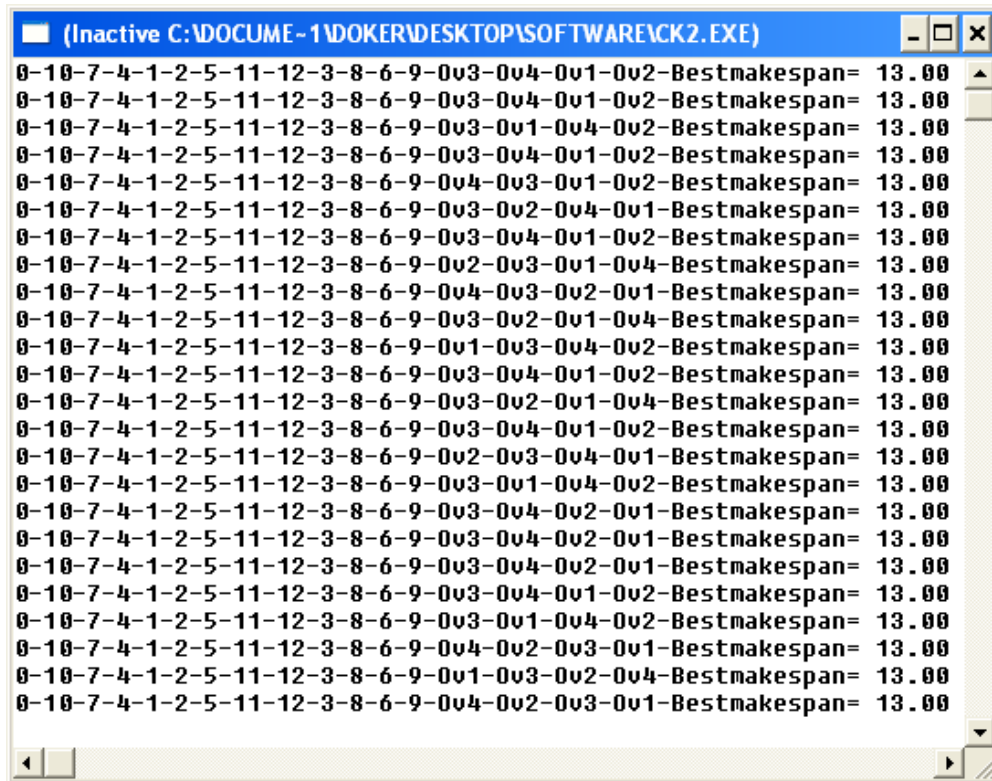 (Inactive C:\DOCUME~1\DOKER\DESKTOP\SOFTWARE\CK2.EXE)
0-10-7-4-1-2-5-11-12-3-8-6-9-0v3-0v4-0v1-0v2-Bestmakespan= 13.00
0-10-7-4-1-2-5-11-12-3-8-6-9-0v3-0v4-0v1-0v2-Bestmakespan= 13.00
0-10-7-4-1-2-5-11-12-3-8-6-9-0v3-0v1-0v4-0v2-Bestmakespan= 13.00
0-10-7-4-1-2-5-11-12-3-8-6-9-0v3-0v4-0v1-0v2-Bestmakespan= 13.00
0-10-7-4-1-2-5-11-12-3-8-6-9-0v4-0v3-0v1-0v2-Bestmakespan= 13.00
0-10-7-4-1-2-5-11-12-3-8-6-9-0v3-0v2-0v4-0v1-Bestmakespan= 13.00
0-10-7-4-1-2-5-11-12-3-8-6-9-0v3-0v4-0v1-0v2-Bestmakespan= 13.00
0-10-7-4-1-2-5-11-12-3-8-6-9-0v2-0v3-0v1-0v4-Bestmakespan= 13.00
0-10-7-4-1-2-5-11-12-3-8-6-9-0v4-0v3-0v2-0v1-Bestmakespan= 13.00
0-10-7-4-1-2-5-11-12-3-8-6-9-0v3-0v2-0v1-0v4-Bestmakespan= 13.00
0-10-7-4-1-2-5-11-12-3-8-6-9-0v1-0v3-0v4-0v2-Bestmakespan= 13.00
0-10-7-4-1-2-5-11-12-3-8-6-9-0v3-0v4-0v1-0v2-Bestmakespan= 13.00
0-10-7-4-1-2-5-11-12-3-8-6-9-0v3-0v2-0v1-0v4-Bestmakespan= 13.00
0-10-7-4-1-2-5-11-12-3-8-6-9-0v3-0v4-0v1-0v2-Bestmakespan= 13.00
0-10-7-4-1-2-5-11-12-3-8-6-9-0v2-0v3-0v4-0v1-Bestmakespan= 13.00
0-10-7-4-1-2-5-11-12-3-8-6-9-0v3-0v1-0v4-0v2-Bestmakespan= 13.00
0-10-7-4-1-2-5-11-12-3-8-6-9-0v3-0v4-0v2-0v1-Bestmakespan= 13.00
0-10-7-4-1-2-5-11-12-3-8-6-9-0v3-0v4-0v2-0v1-Bestmakespan= 13.00
0-10-7-4-1-2-5-11-12-3-8-6-9-0v3-0v4-0v2-0v1-Bestmakespan= 13.00
0-10-7-4-1-2-5-11-12-3-8-6-9-0v3-0v4-0v1-0v2-Bestmakespan= 13.00
0-10-7-4-1-2-5-11-12-3-8-6-9-0v3-0v1-0v4-0v2-Bestmakespan= 13.00
0-10-7-4-1-2-5-11-12-3-8-6-9-0v4-0v2-0v3-0v1-Bestmakespan= 13.00
0-10-7-4-1-2-5-11-12-3-8-6-9-0v1-0v3-0v2-0v4-Bestmakespan= 13.00
0-10-7-4-1-2-5-11-12-3-8-6-9-0v4-0v2-0v3-0v1-Bestmakespan= 13.00